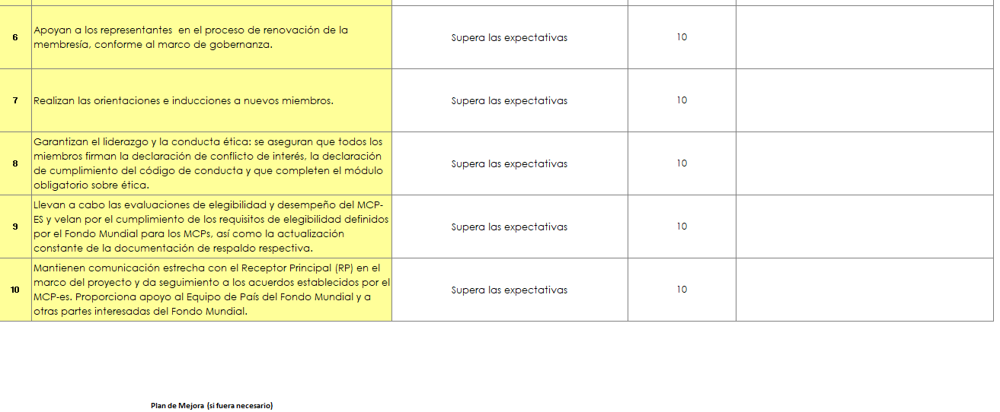 6
Apoyan a los representantes en el proceso de renovación de la
membresía, conforme al marco de gobernanza.
Supera las expectativas
10
7
Realizan las orientaciones e inducciones a nuevos miembros.
Supera las expectativas
10
8
Garantizan el liderazgo y la conducta ética: se aseguran que todos los
miembros firman la declaración de conflicto de interés, la declaración
de cumplimiento del código de conducta y que completen el módulo
obligatorio sobre ética.
Supera las expectativas
10
9
Llevan a cabo las evaluaciones de elegibilidad y desempeño del MCP-
ES y velan por el cumplimiento de los requisitos de elegibilidad definidos
por el Fondo Mundial para los MCPs, así como la actualización
constante de la documentación de respaldo respectiva.
Supera las expectativas
10
10
Mantienen comunicación estrecha con el Receptor Principal (RP) en el
marco del proyecto y da seguimiento a los acuerdos establecidos por el
MCP-es. Proporciona apoyo al Equipo de País del Fondo Mundial y a
otras partes interesadas del Fondo Mundial.
Supera las expectativas
10
Plan de Mejora (si fuera necesario)